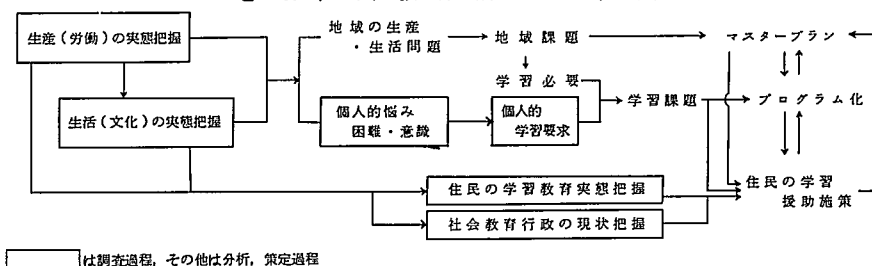 生産(労働)の実態把握
生活(文化)の実態把握
地域の生産
・生活問題
地域課題
マスタープラン
学習必要
個人的悩み
困難・意識
個人的
学習要求
学習課題
プログラム化
住民の学習教育実態把握
社会教育行政の現状把握
住民の学習
援助施策
は調査過程,その他は分析,策定過程